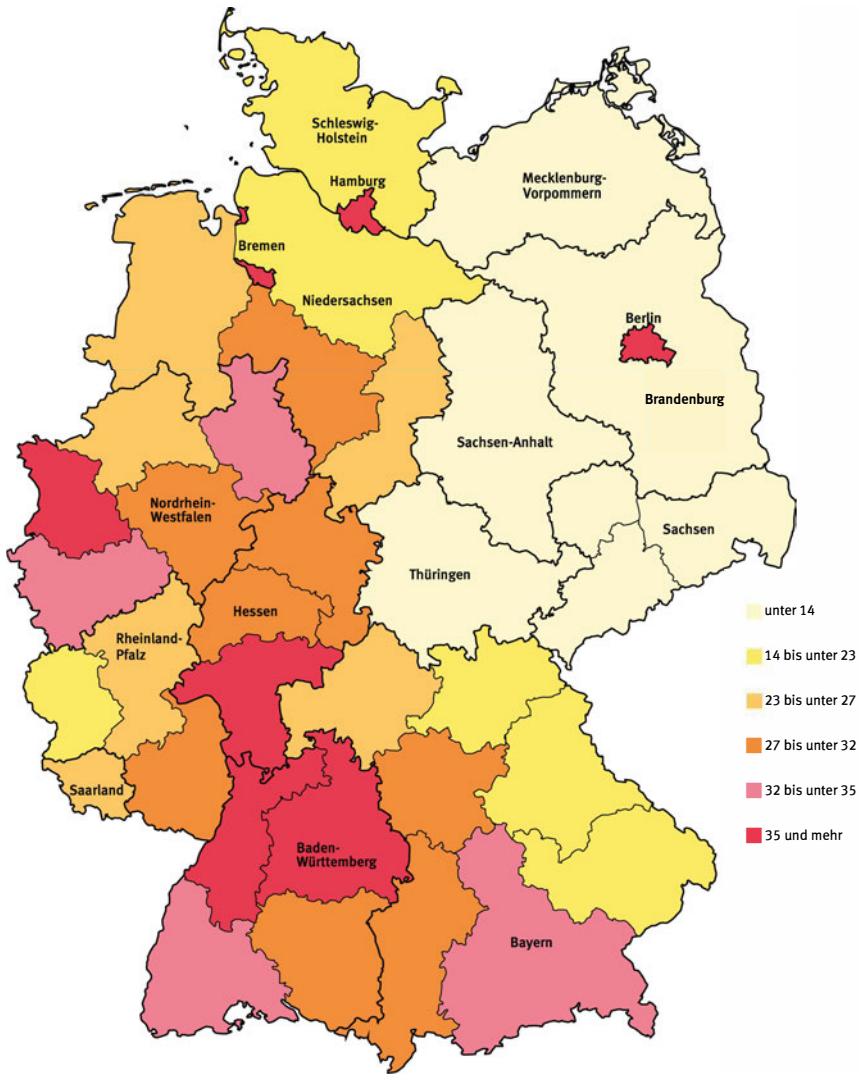 Schleswig-
Holstein
Hamburg
Mecklenburg-
Vorpommern
Bremen
Niedersachsen
Berlin
Brandenburg
Sachsen-Anhalt
Nordrhein-
Westfalen
Sachsen
Thüringen
Hessen
Rheinland-
Pfalz
Saarland
Baden-
Württemberg
Bayern
unter 14
14 bis unter 23
23 bis unter 27
27 bis unter 32
32 bis unter 35
35 und mehr